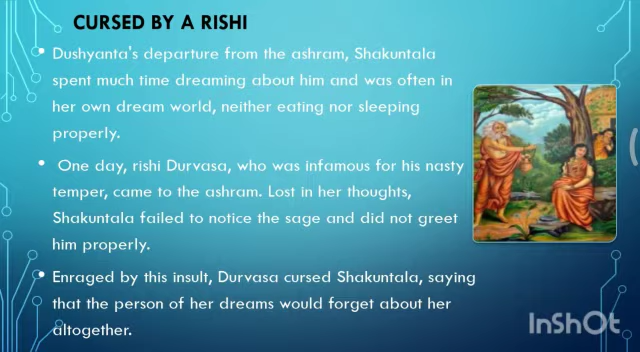 CURSED BY A RISHI
• Dushyanta's departure from the ashram, Shakuntala
spent much time dreaming about him and was often in
her own dream world, neither eating nor sleeping
properly.
• One day, rishi Durvasa, who was infamous for his nasty
temper, came to the ashram. Lost in her thoughts,
Shakuntala failed to notice the sage and did not greet
him properly.
• Enraged by this insult, Durvasa cursed Shakuntala, saying
that the person of her dreams would forget about her
altogether.
InShOt